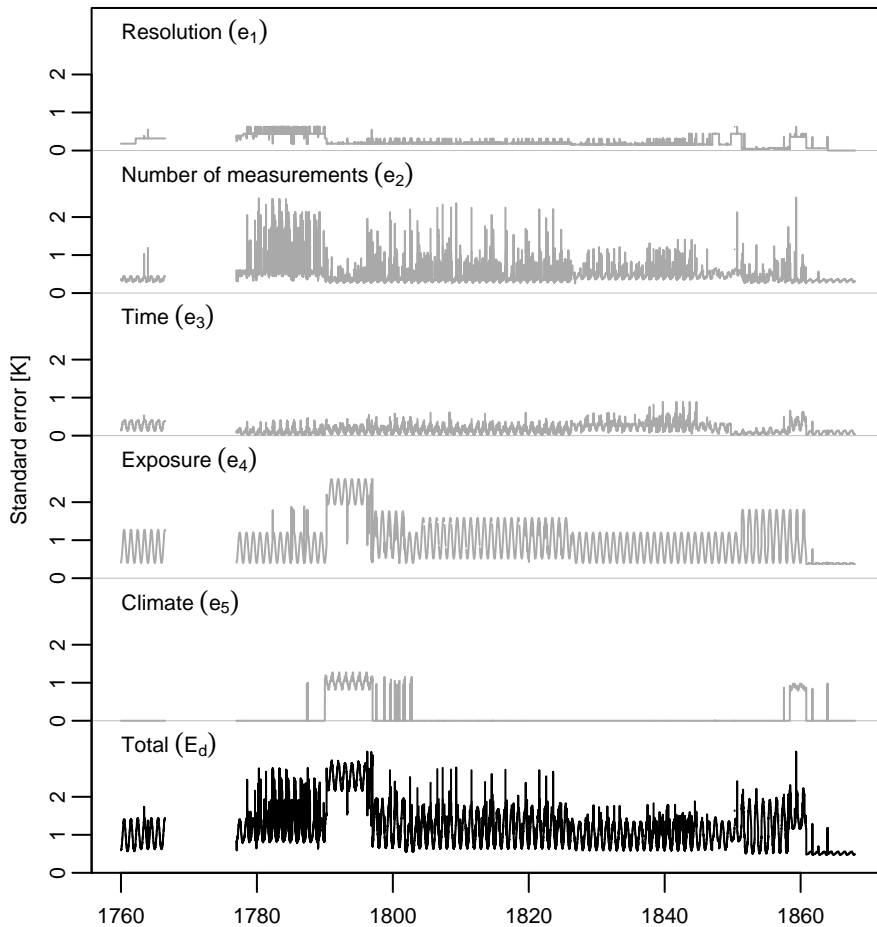 Resolution (e₁)
0 1 2
Number of measurements (e₂)
0 1 2
Time (e₃)
0 1 2
Exposure (e₄)
0 1 2
Climate (e₅)
0 1 2
Total (E_d)
0 1 2
Standard error [K]
1760 1780 1800 1820 1840 1860